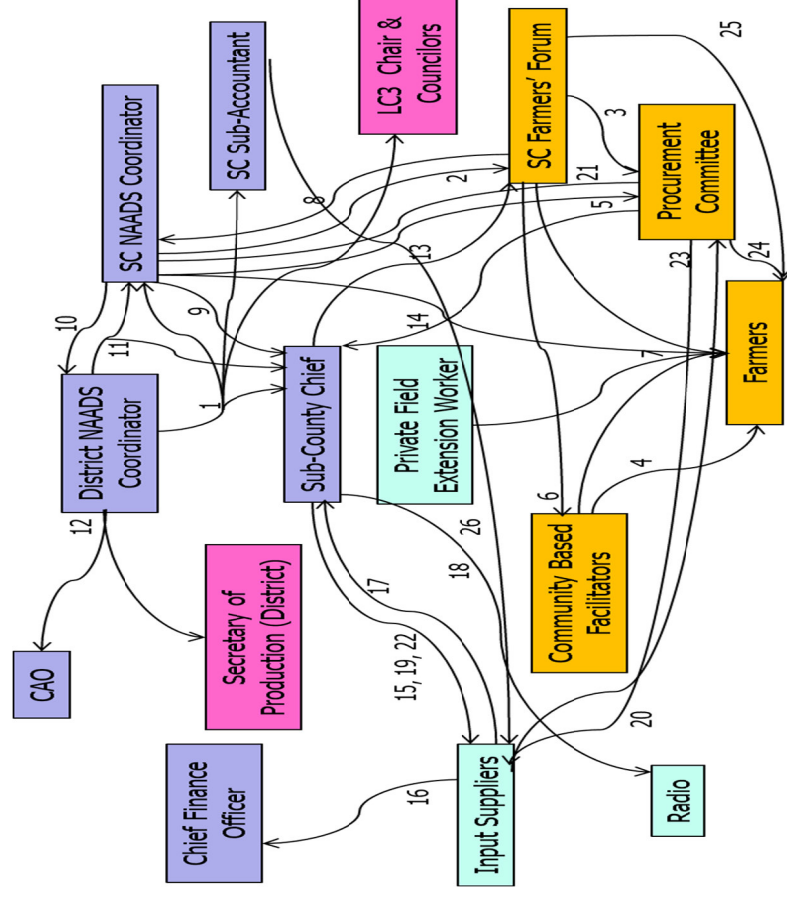 CAO
12
10
District NAADS
Coordinator
11
SC NAADS Coordinator
Chief Finance
Officer
Secretary of
Production (District)
9
1
SC Sub-Accountant
Sub-County Chief
8
16
15, 19, 22
17
Private Field
Extension Worker
14
13
LC3 Chair &
Councilors
Input Suppliers
18
26
2
SC Farmers' Forum
6
21
Community Based
Facilitators
5
3
20
4
7
23
Procurement
Committee
Radio
Farmers
24
25